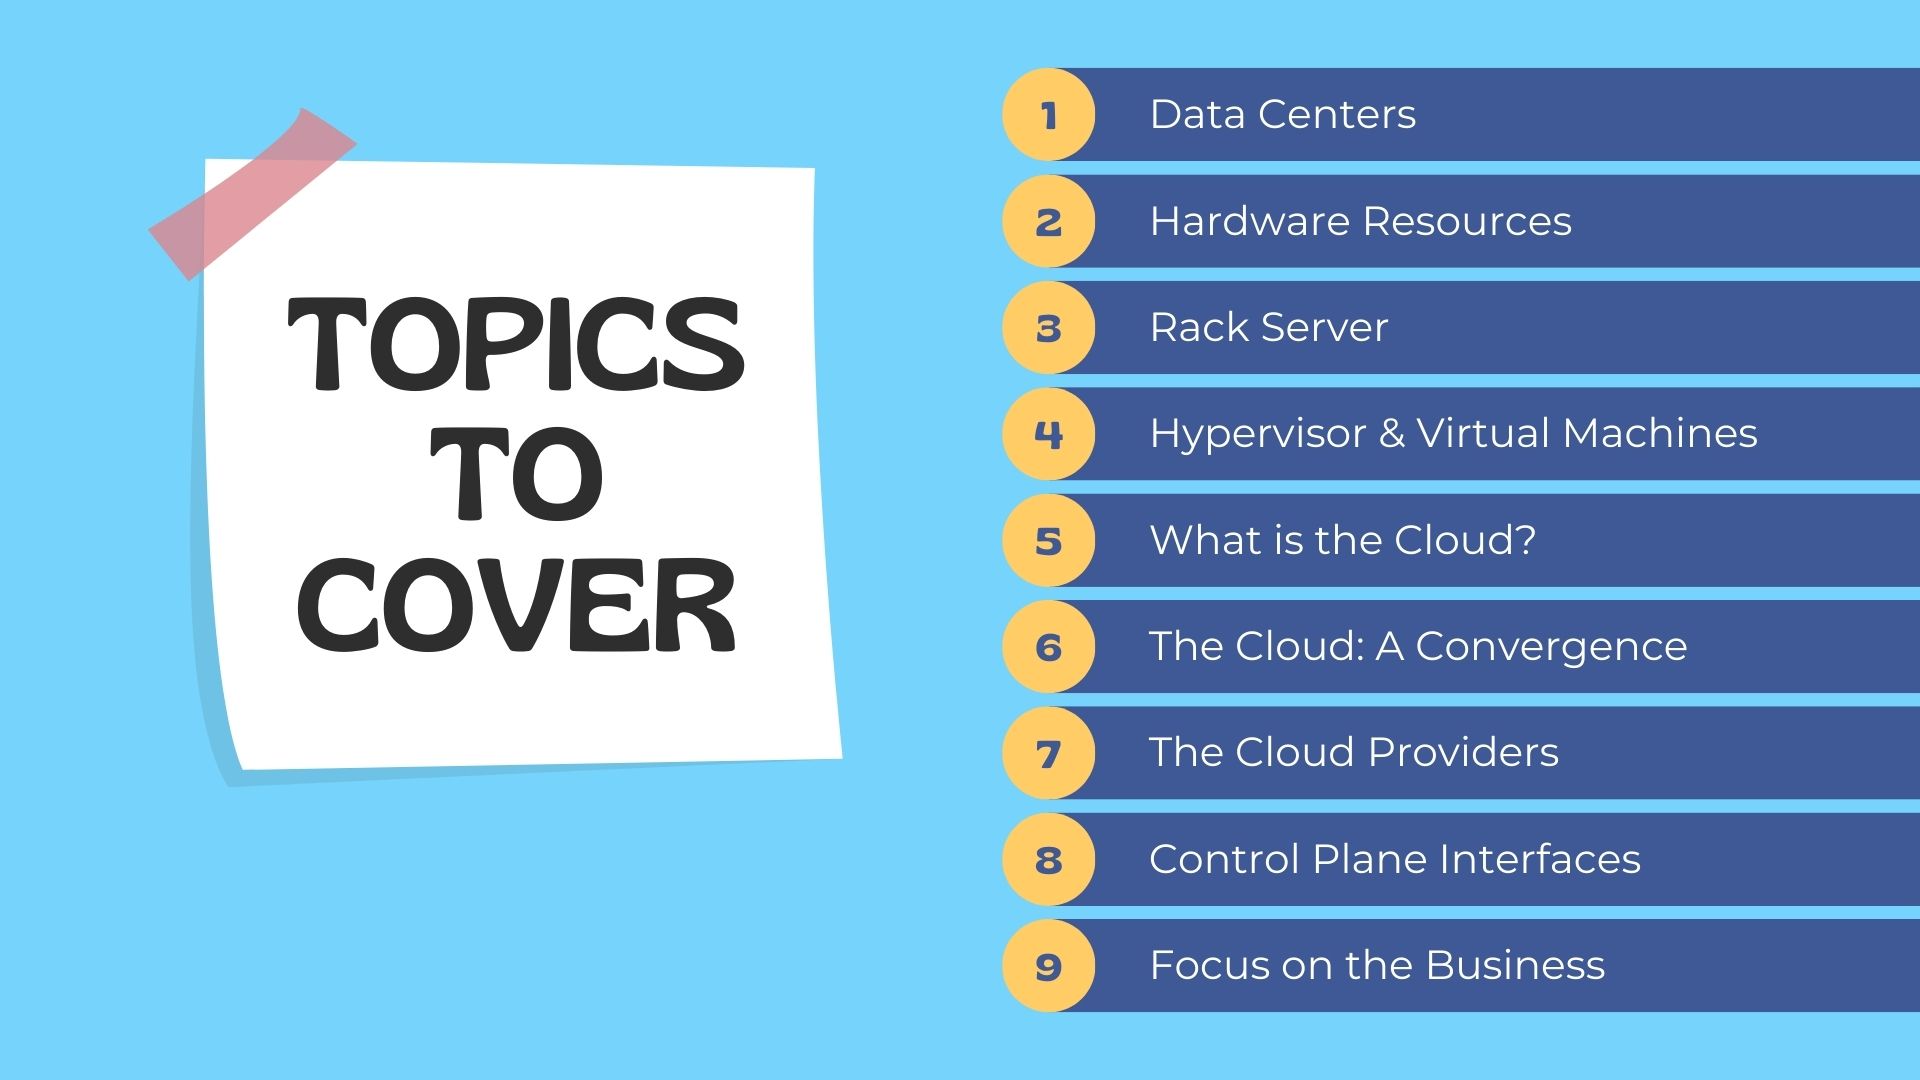 TOPICS
TO
COVER
1 Data Centers
2 Hardware Resources
3 Rack Server
4 Hypervisor & Virtual Machines
5 What is the Cloud?
6 The Cloud: A Convergence
7 The Cloud Providers
8 Control Plane Interfaces
9 Focus on the Business